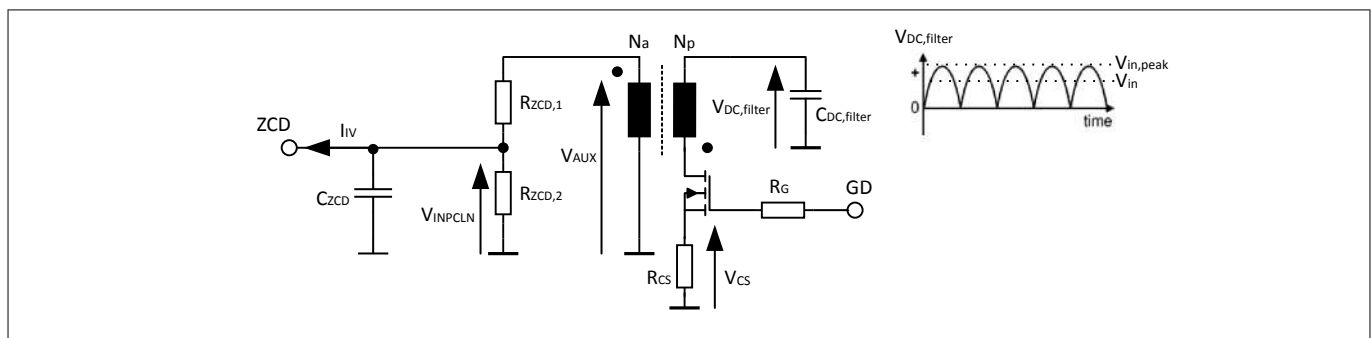 Na
Np
VDC,filter
Vin,peak
Vin
+
0
time
RZCD,1
VDC,filter
CDC,filter
ZCD
IIV
VAUX
RG
GD
CZCD
VINPCLN
RZCD,2
RCS
VCS